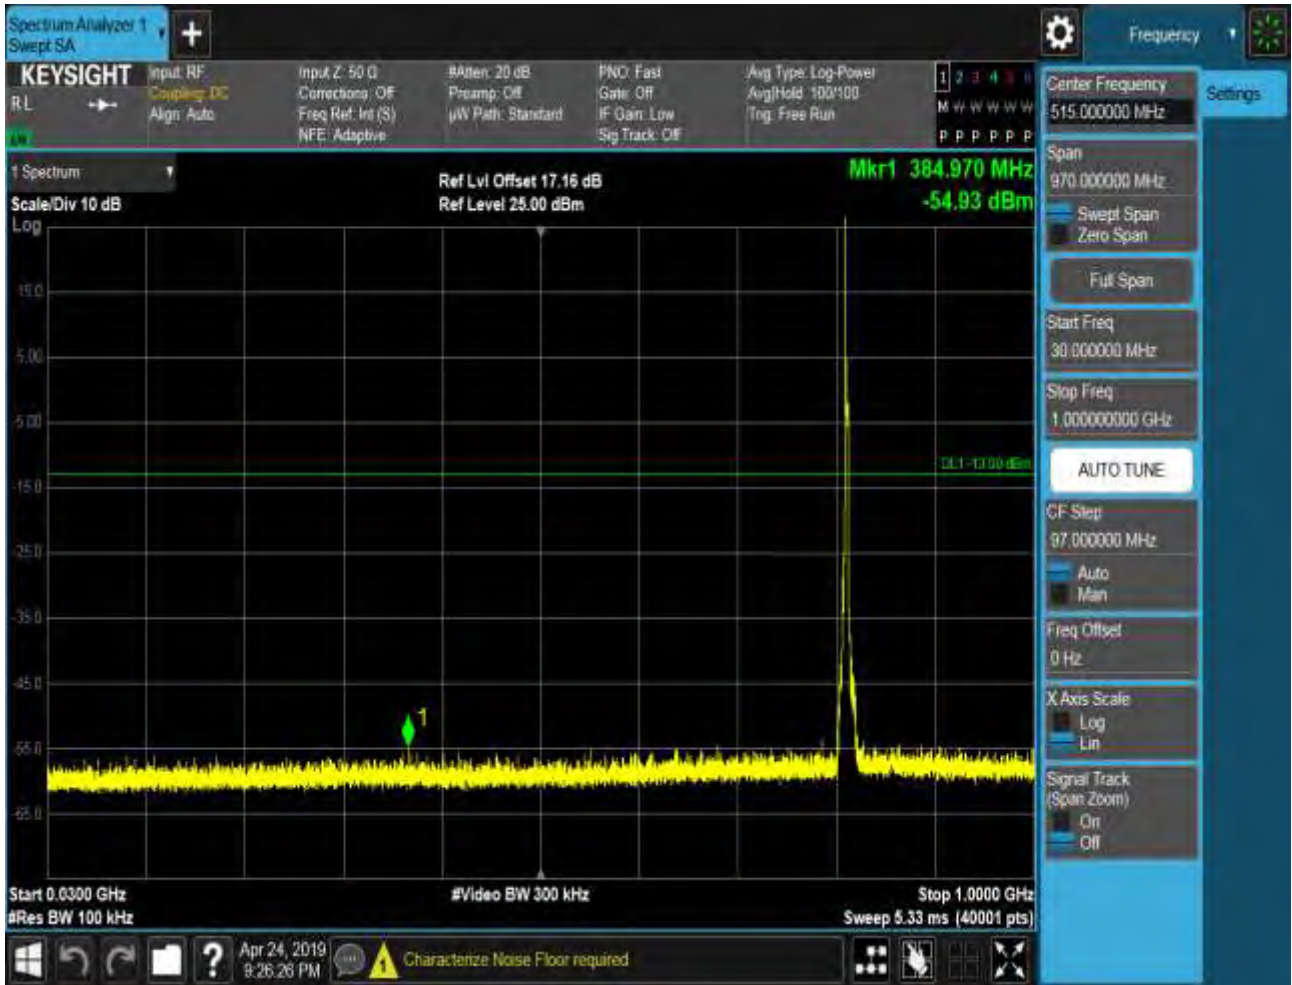 Spectrum Analyzer 1
Swept SA
Frequency
KEYSIGHT
R L
Input: RF
Coupling: DC
Align: Auto
Input Z: 50 Ω
Corrections: Off
Freq Ref: Int (S)
NFE: Adaptive
#Atten: 20 dB
Preamp: Off
µW Path: Standard
PNO: Fast
Gate: Off
IF Gain: Low
Sig Track: Off
Avg Type: Log-Power
Avg|Hold: 100/100
Trig: Free Run
1 2 3 4 5 6
M W W W W W
P P P P P P
1 Spectrum
Scale/Div 10 dB
Log
Ref Lvl Offset 17.16 dB
Ref Level 25.00 dBm
Mkr1 384.970 MHz
-54.93 dBm
15.0
5.00
-5.00
-15.0
-25.0
-35.0
-45.0
-55.0
-65.0
DL1 -13.00 dBm
1
Start 0.0300 GHz
#Res BW 100 kHz
#Video BW 300 kHz
Stop 1.0000 GHz
Sweep 5.33 ms (40001 pts)
Center Frequency
515.000000 MHz
Settings
Span
970.000000 MHz
Swept Span
Zero Span
Full Span
Start Freq
30.000000 MHz
Stop Freq
1.000000000 GHz
AUTO TUNE
CF Step
97.000000 MHz
Auto
Man
Freq Offset
0 Hz
X Axis Scale
Log
Lin
Signal Track
(Span Zoom)
On
Off
?
Apr 24, 2019
9:26:26 PM
1
Characterize Noise Floor required